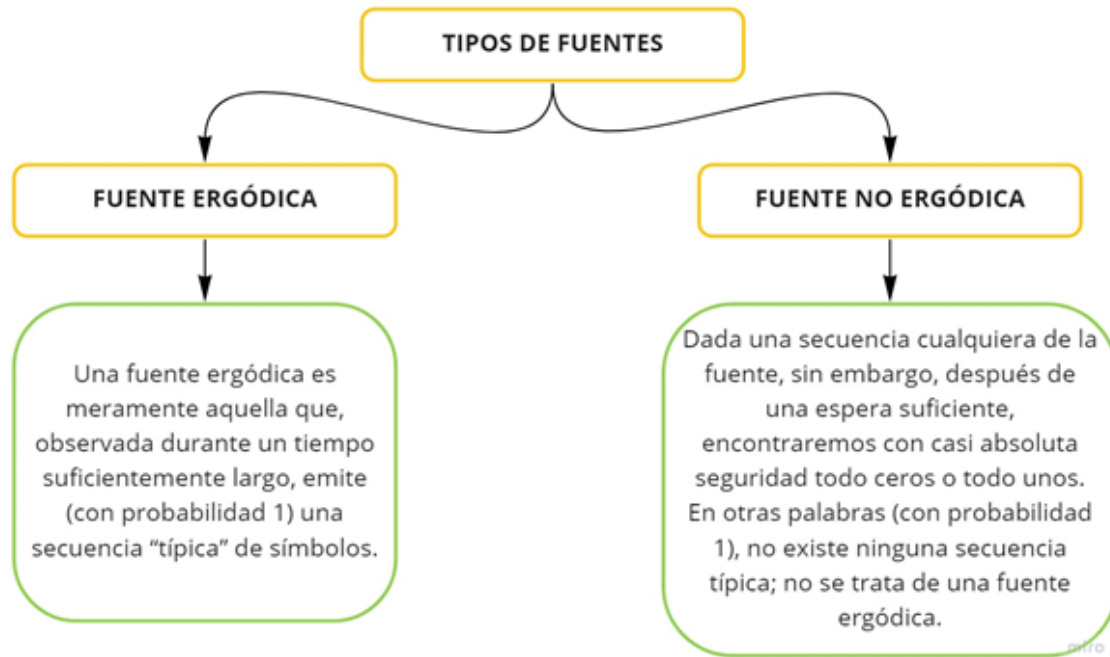 TIPOS DE FUENTES
FUENTE ERGÓDICA
Una fuente ergódica es
meramente aquella que,
observada durante un tiempo
suficientemente largo, emite
(con probabilidad 1) una
secuencia “típica” de símbolos.
FUENTE NO ERGÓDICA
Dada una secuencia cualquiera de la
fuente, sin embargo, después de
una espera suficiente,
encontraremos con casi absoluta
seguridad todo ceros o todo unos.
En otras palabras (con probabilidad
1), no existe ninguna secuencia
típica; no se trata de una fuente
ergódica.
miro